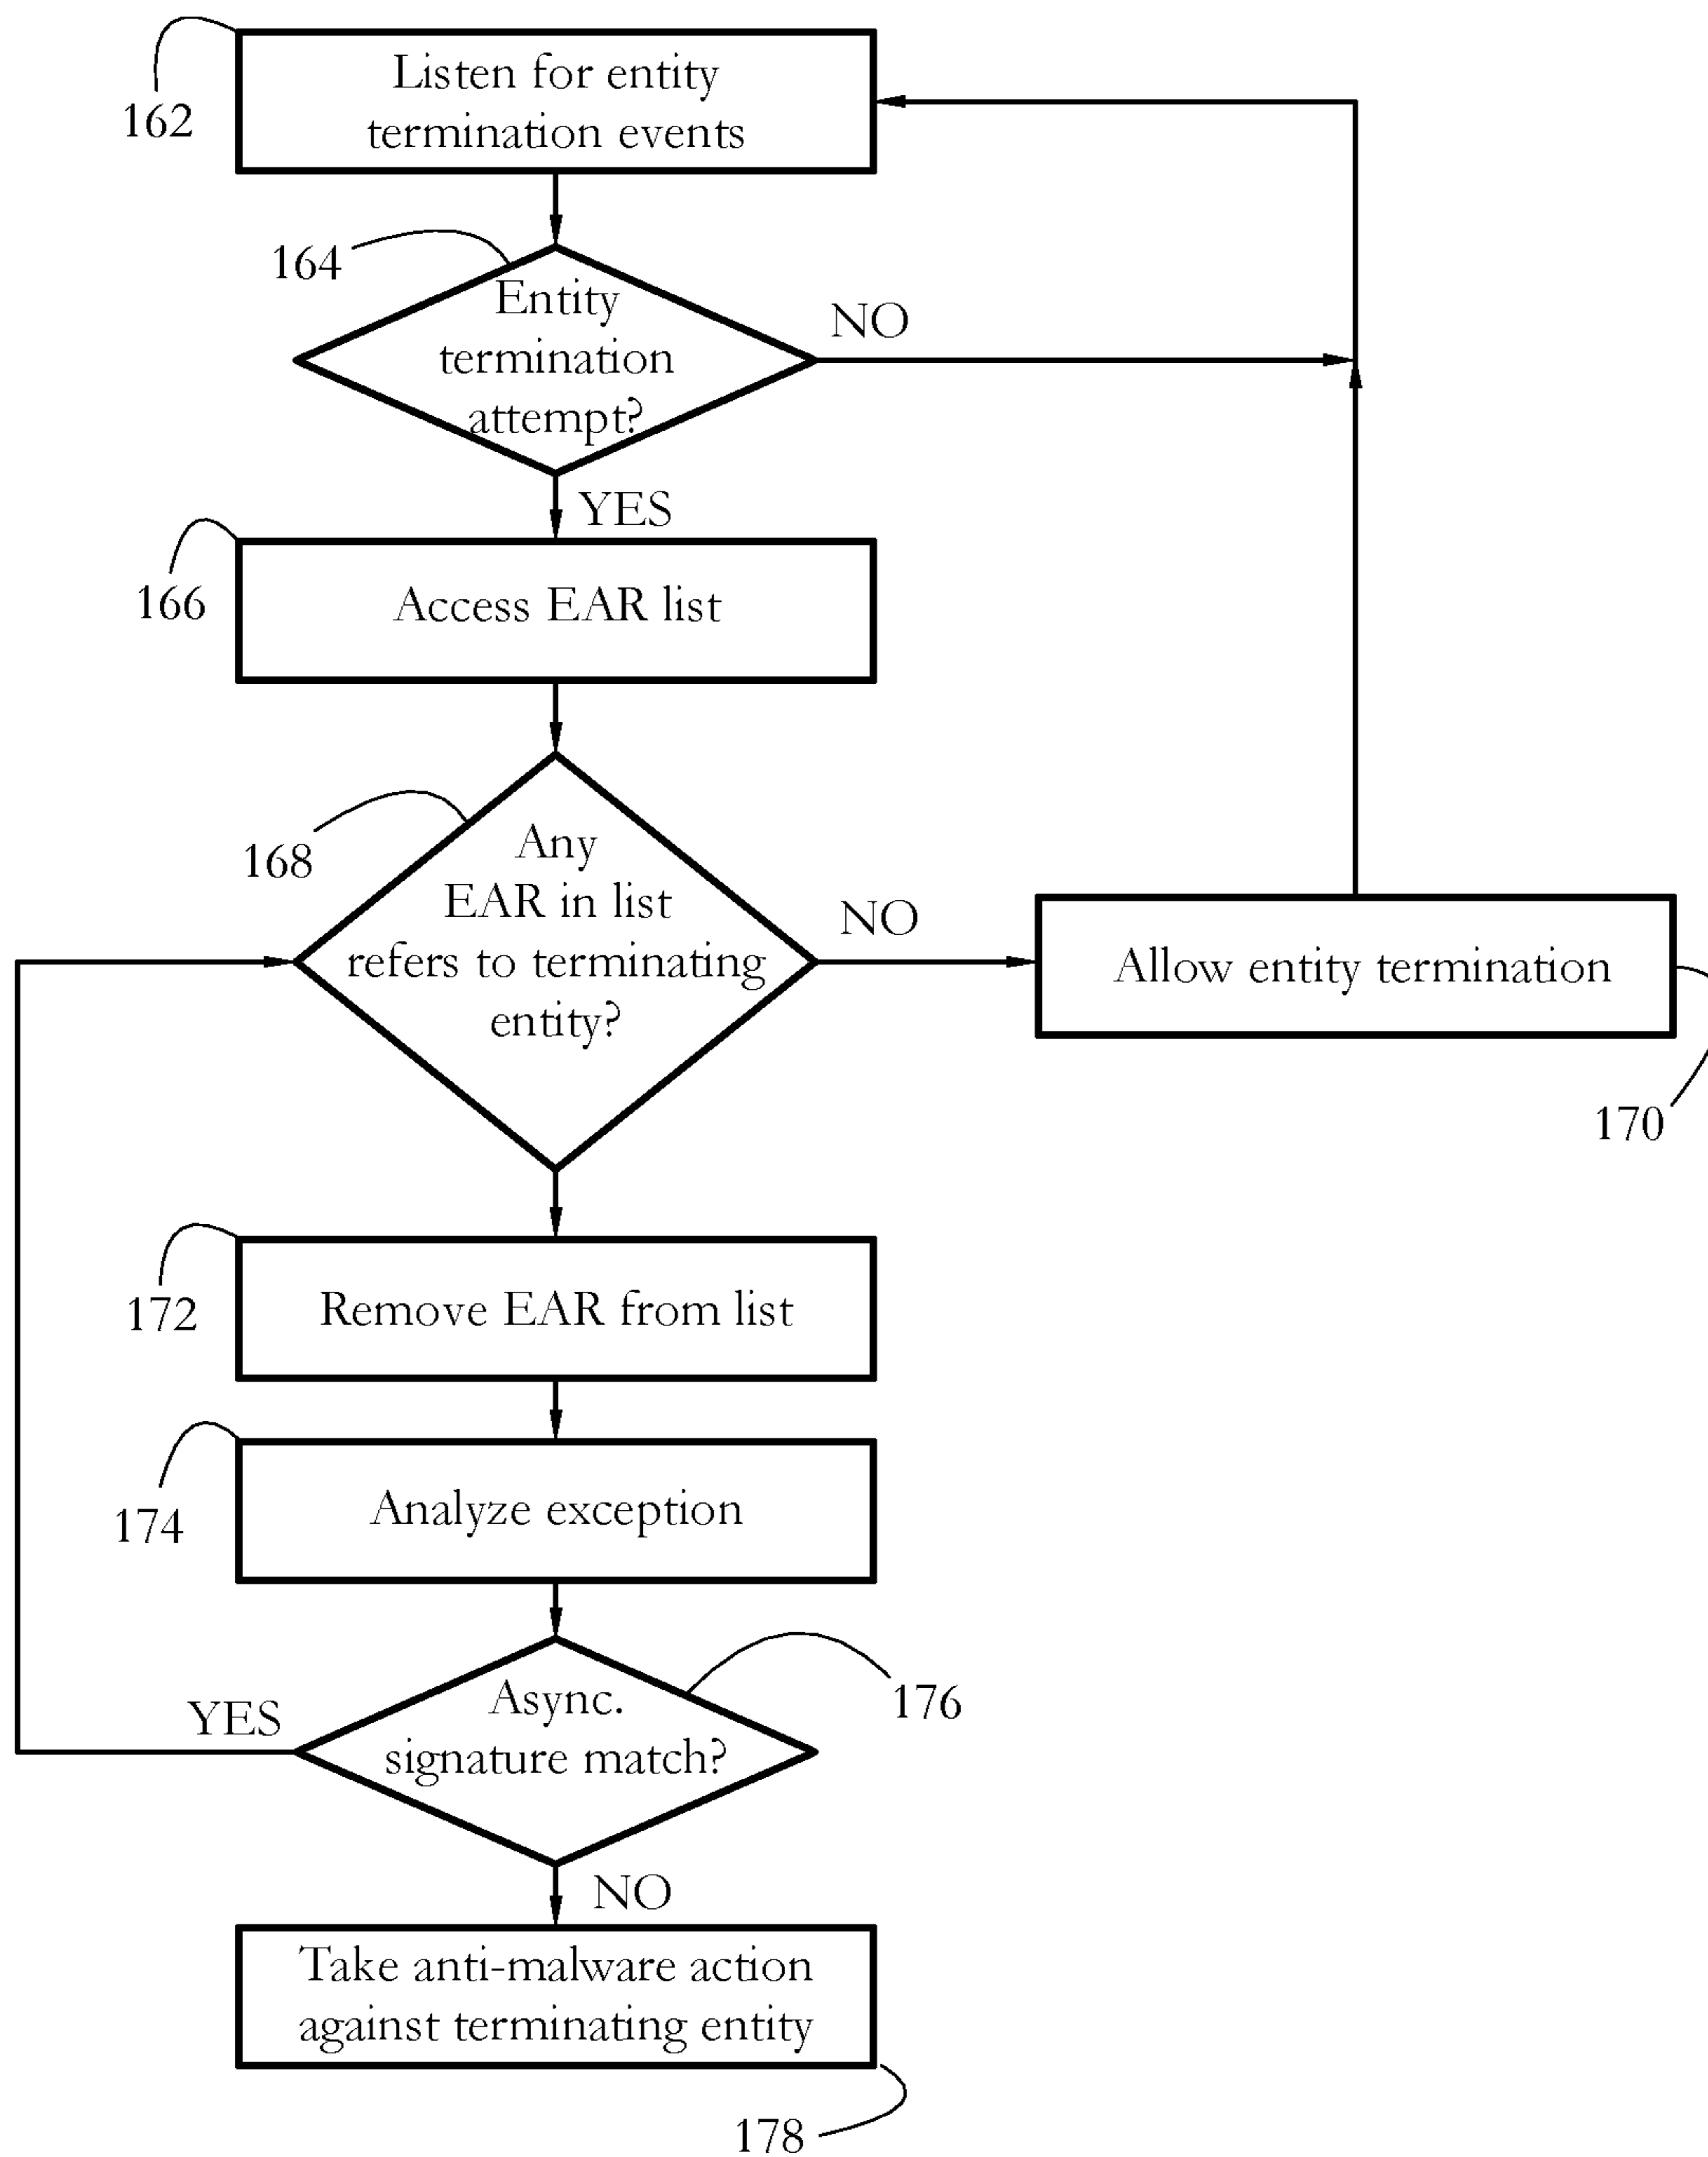 162
Listen for entity
termination events
164
Entity
termination
attempt?
NO
YES
166
Access EAR list
168
Any
EAR in list
refers to terminating
entity?
NO
Allow entity termination
170
172
Remove EAR from list
174
Analyze exception
176
Async.
signature match?
YES
NO
Take anti-malware action
against terminating entity
178